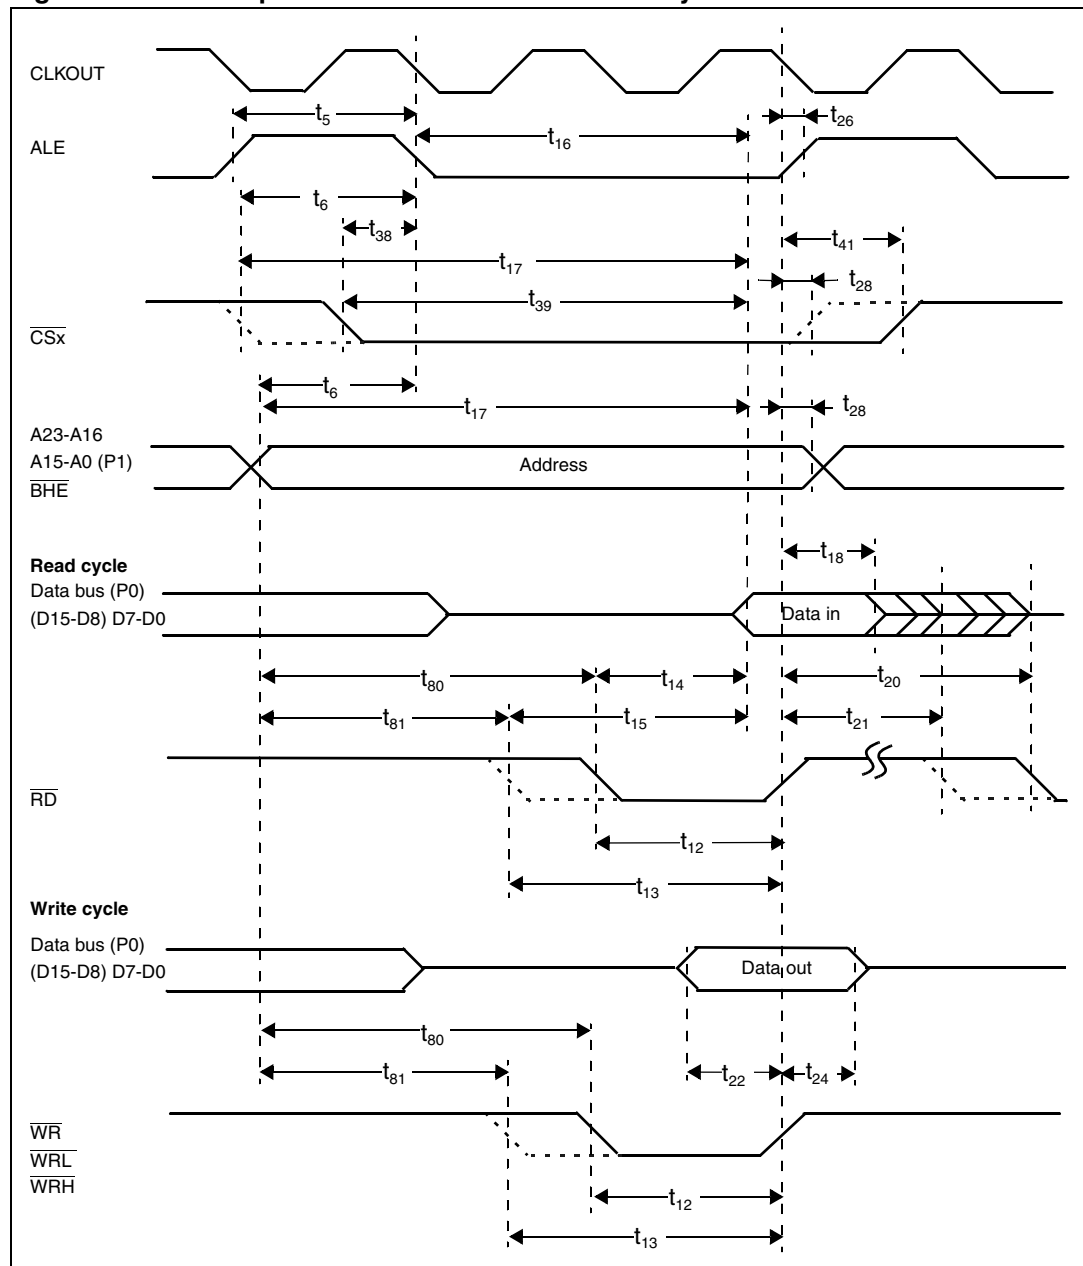 CLKOUT
t5
t26
ALE
t16
t6
t38
t41
t17
t28
t39
CSx
t6
t17
t28
A23-A16
A15-A0 (P1)
Address
BHE
t18
Read cycle
Data bus (P0)
(D15-D8) D7-D0
Data in
t80
t14
t20
t81
t15
t21
RD
t12
t13
Write cycle
Data bus (P0)
(D15-D8) D7-D0
Data out
t80
t81
t22
t24
WR
WRL
WRH
t12
t13